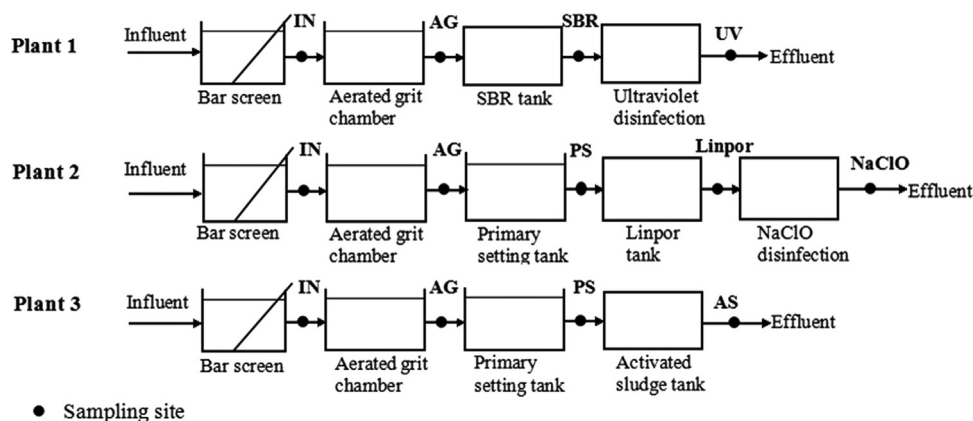 IN AG SBR UV
Plant 1 Influent Effluent
Bar screen Aerated grit SBR tank Ultraviolet
chamber disinfection
IN AG PS Linpor NaClO
Plant 2 Influent Effluent
Bar screen Aerated grit Primary Linpor NaClO
chamber setting tank tank disinfection
IN AG PS AS
Plant 3 Influent Effluent
Bar screen Aerated grit Primary Activated
chamber setting tank sludge tank
Sampling site